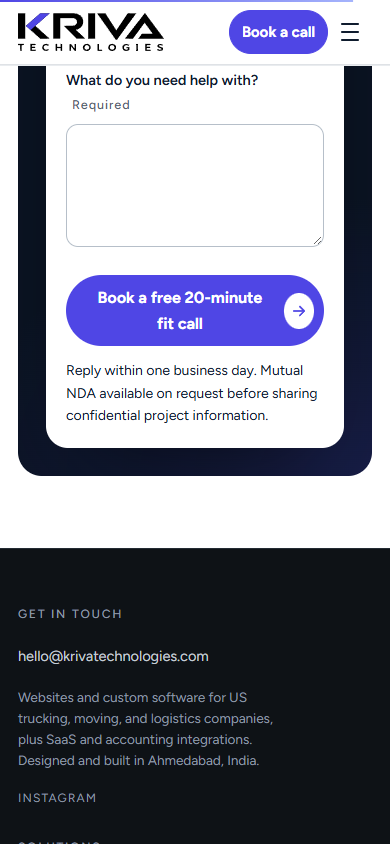 KRIVA
TECHNOLOGIES
Book a call
What do you need help with?
Required
Book a free 20-minute
fit call
Reply within one business day. Mutual
NDA available on request before sharing
confidential project information.
GET IN TOUCH
hello@krivatechnologies.com
Websites and custom software for US
trucking, moving, and logistics companies,
plus SaaS and accounting integrations.
Designed and built in Ahmedabad, India.
INSTAGRAM